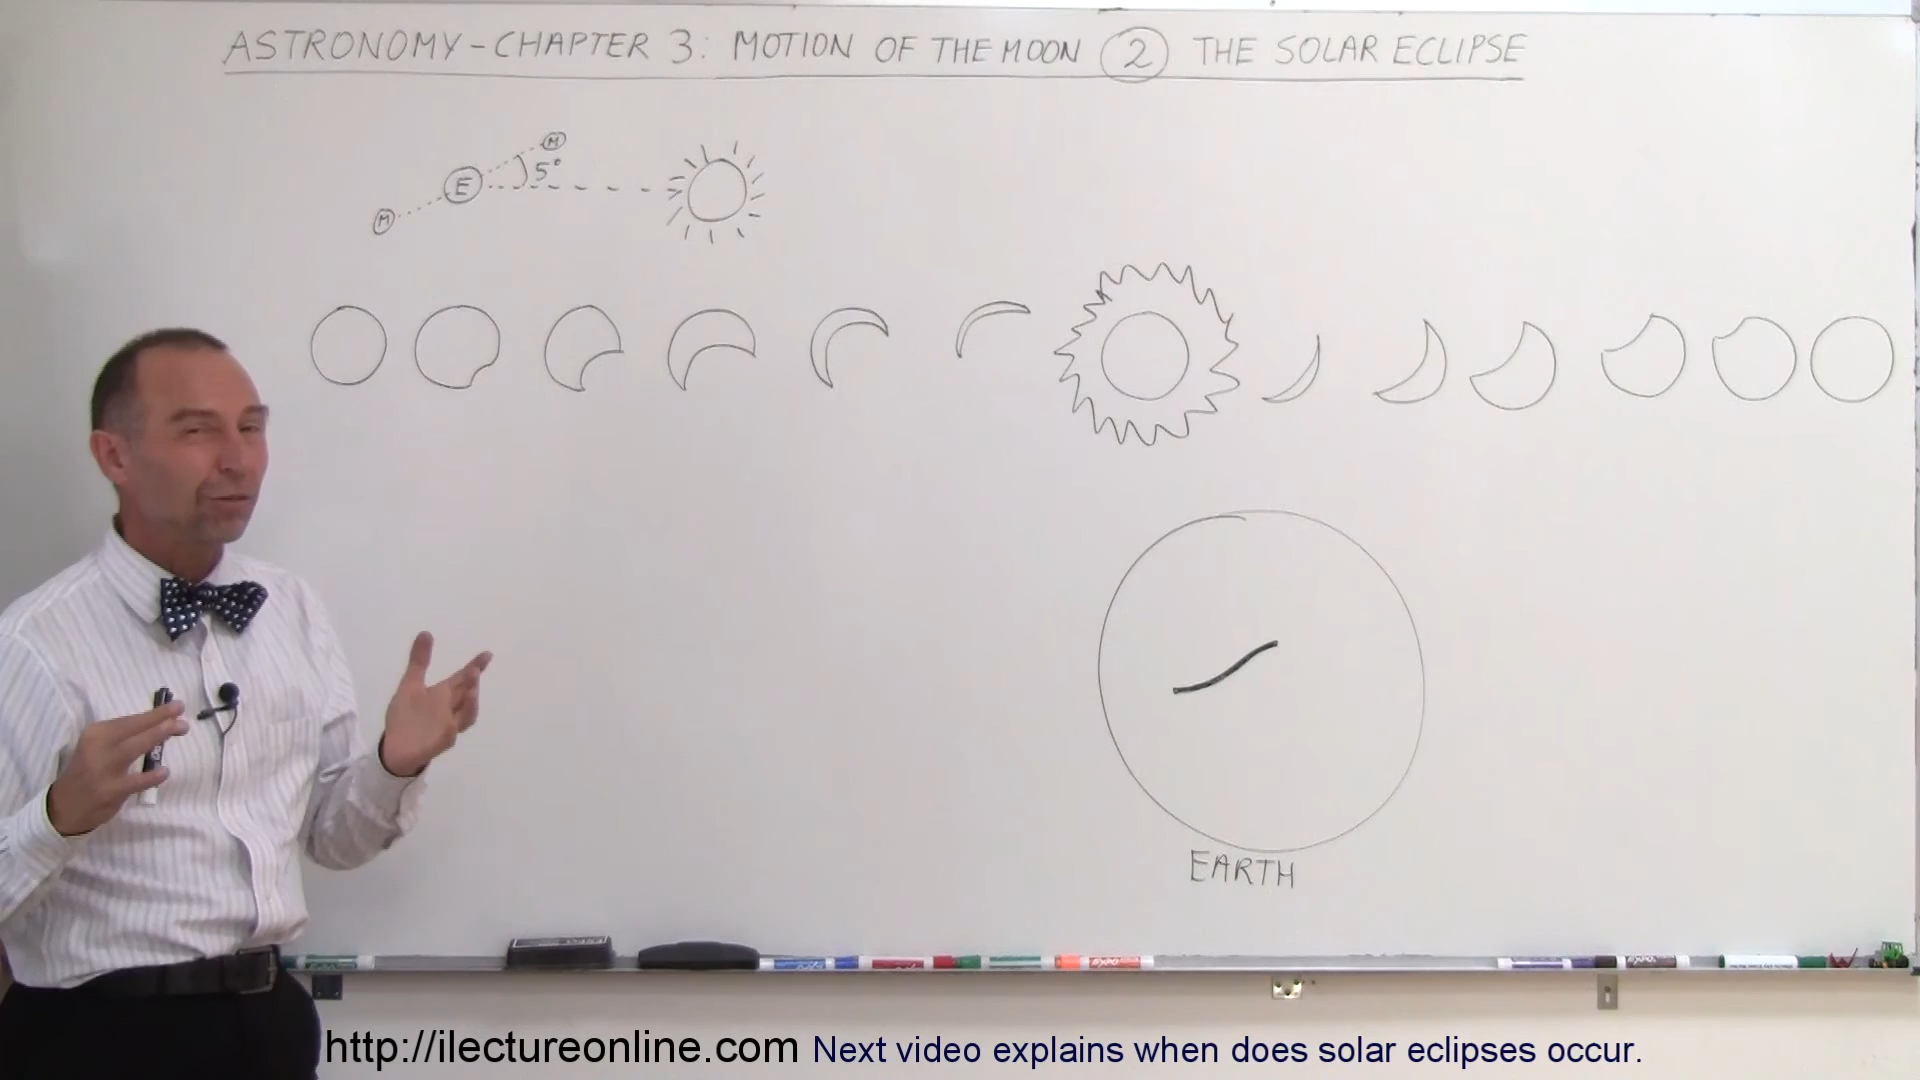 ASTRONOMY - CHAPTER 3: MOTION OF THE MOON 2 THE SOLAR ECLIPSE
M
5°
E
M
EARTH
EXPO
http://ilectureonline.com Next video explains when does solar eclipses occur.